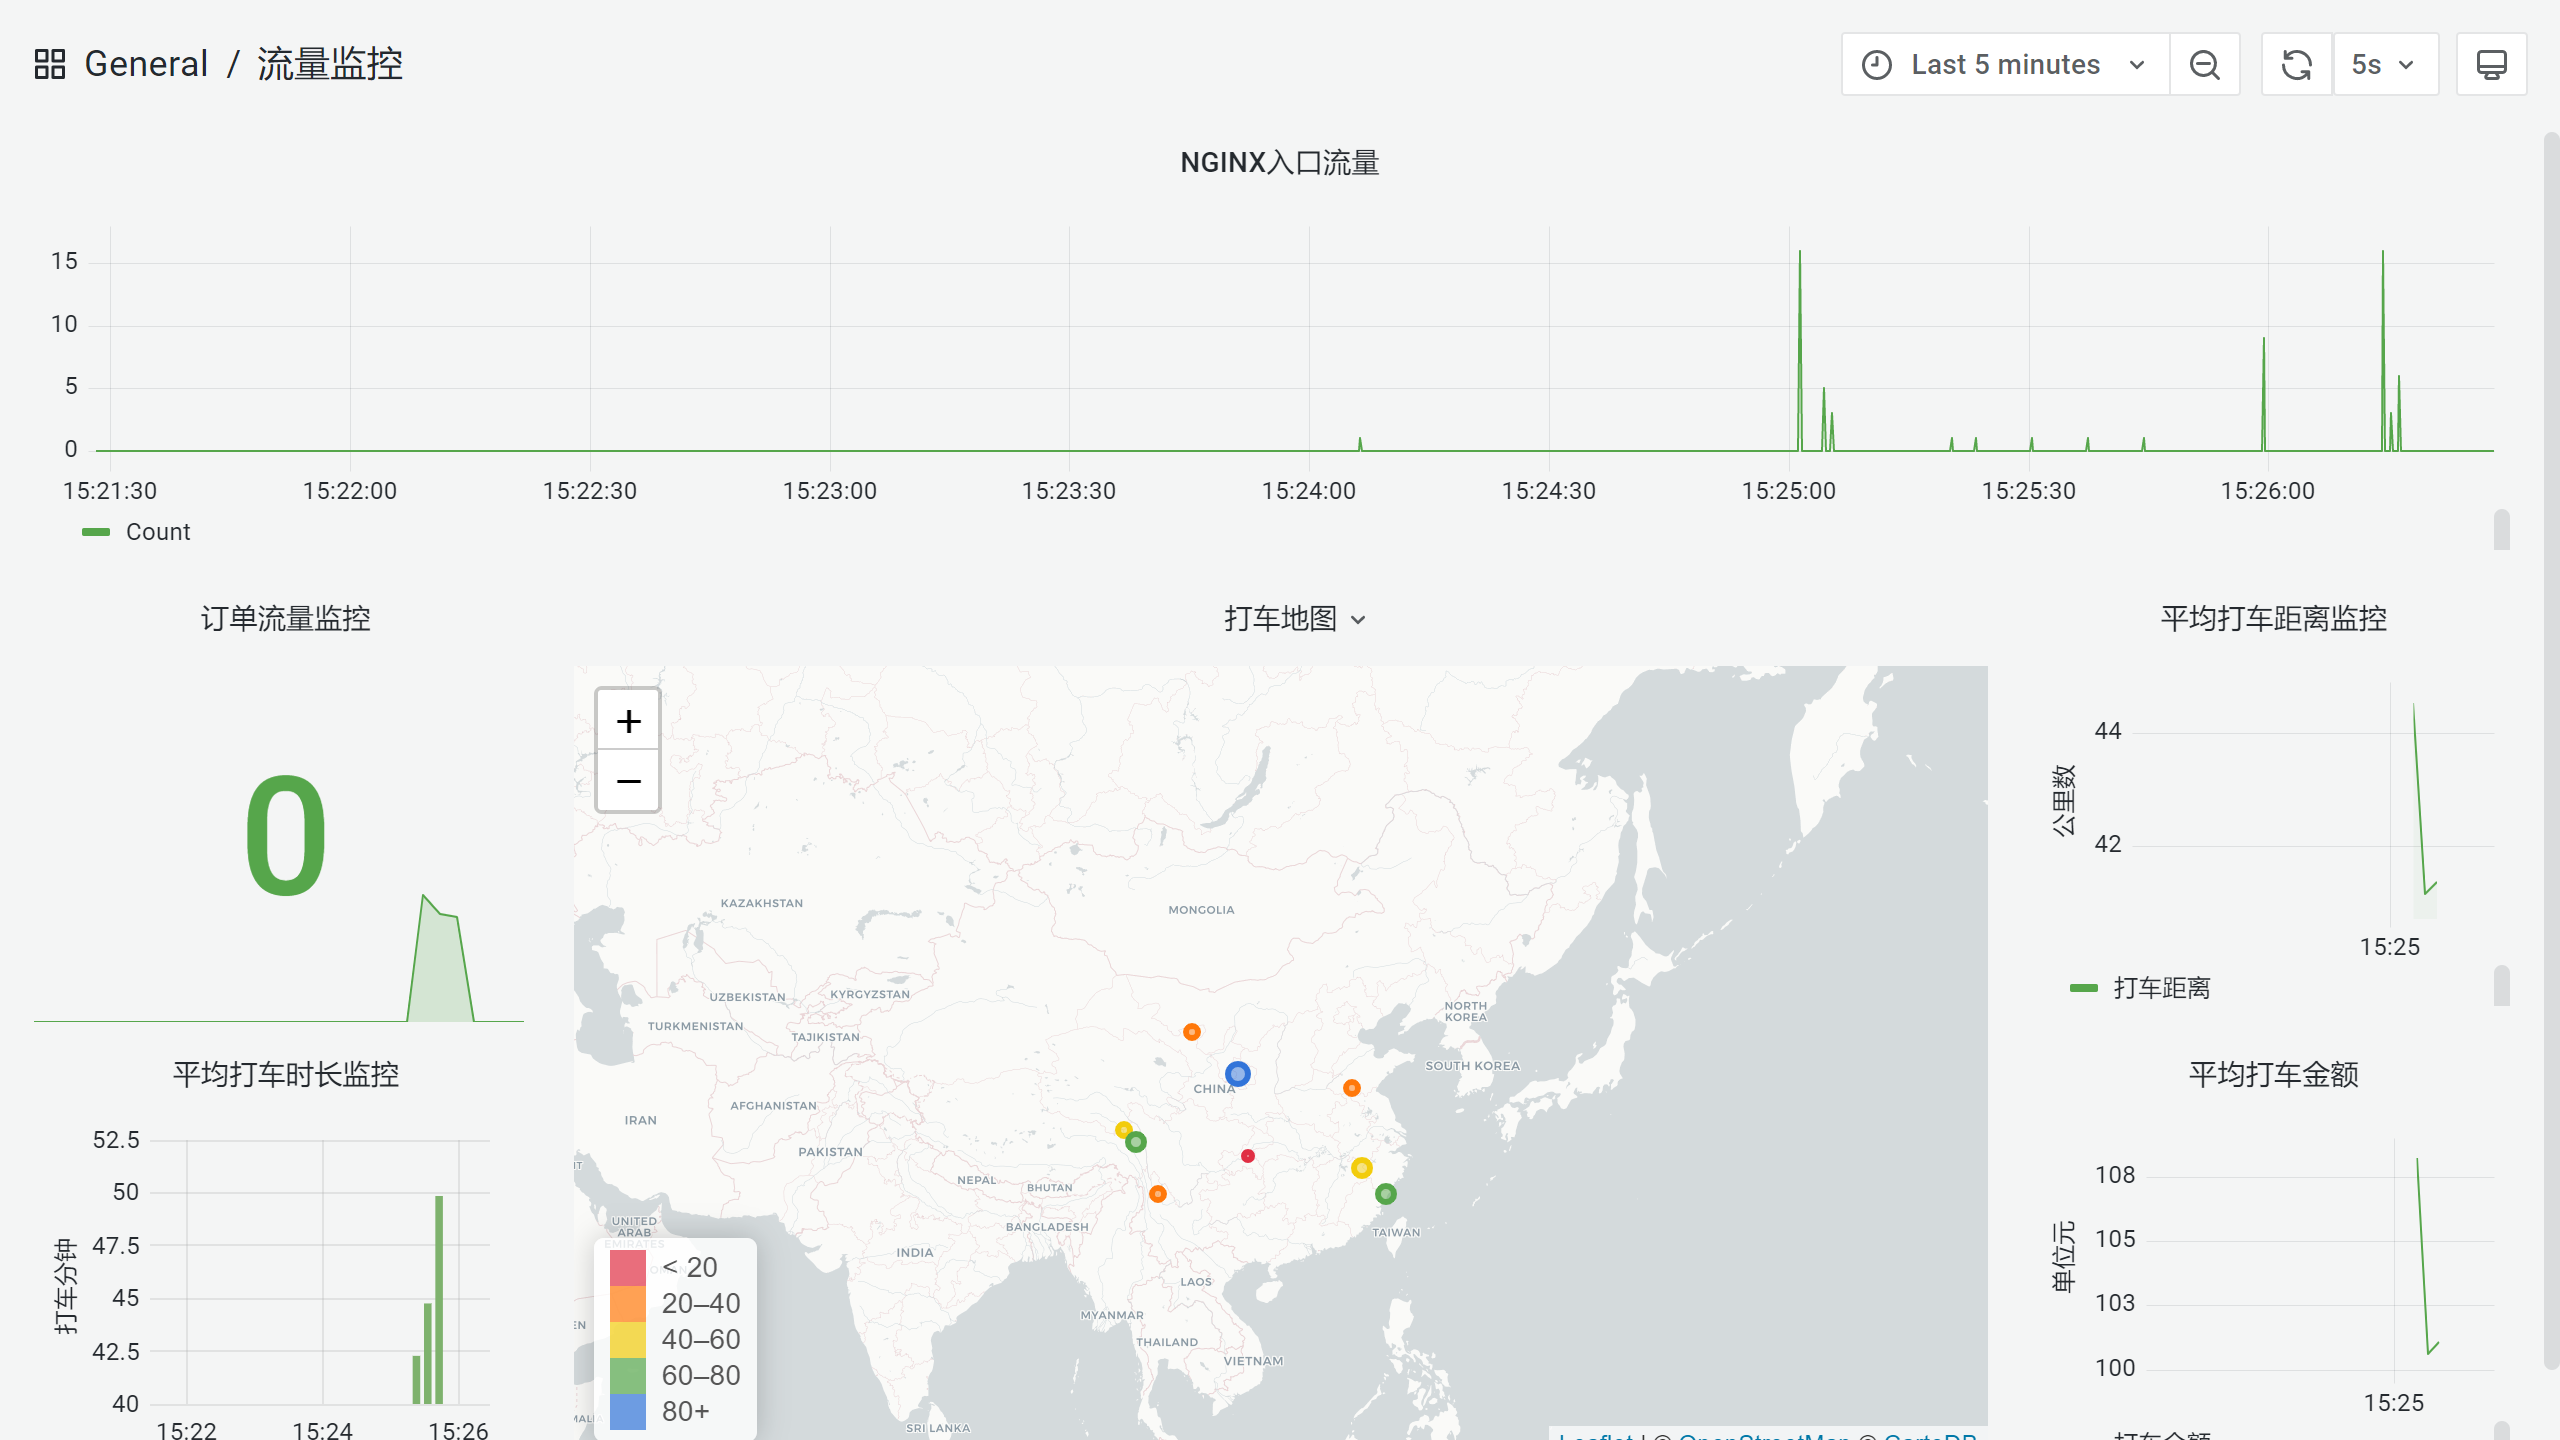 General / 流量监控
Last 5 minutes
5s
NGINX入口流量
15
10
5
0
15:21:30 15:22:00 15:22:30 15:23:00 15:23:30 15:24:00 15:24:30 15:25:00 15:25:30 15:26:00
Count
订单流量监控
0
平均打车时长监控
打车分钟
52.5
50
47.5
45
42.5
40
15:22 15:24 15:26
打车地图
+
−
KAZAKHSTAN
MONGOLIA
UZBEKISTAN
KYRGYZSTAN
TURKMENISTAN
TAJIKISTAN
NORTH
KOREA
SOUTH KOREA
CHINA
AFGHANISTAN
IRAN
PAKISTAN
NEPAL
BHUTAN
UNITED
ARAB
EMIRATES
BANGLADESH
TAIWAN
INDIA
LAOS
MYANMAR
THAILAND
VIETNAM
SRI LANKA
< 20
20–40
40–60
60–80
80+
Leaflet | © OpenStreetMap © CartoDB
平均打车距离监控
公里数
44
42
15:25
打车距离
平均打车金额
单位元
108
105
103
100
15:25
打车金额